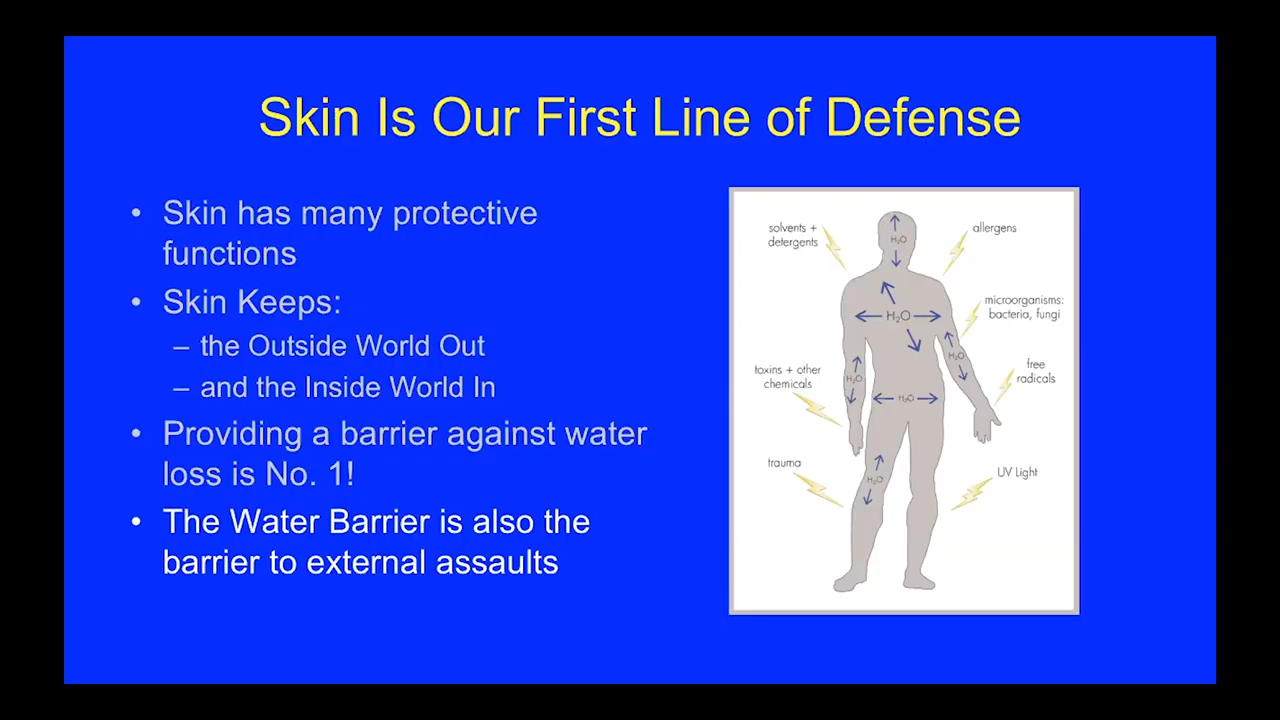 Skin Is Our First Line of Defense
• Skin has many protective
functions
• Skin Keeps:
– the Outside World Out
– and the Inside World In
• Providing a barrier against water
loss is No. 1!
• The Water Barrier is also the
barrier to external assaults
solvents +
detergents
allergens
H₂O
microorganisms:
bacteria, fungi
H₂O
H₂O
toxins + other
chemicals
H₂O
free
radicals
H₂O
trauma
H₂O
UV Light